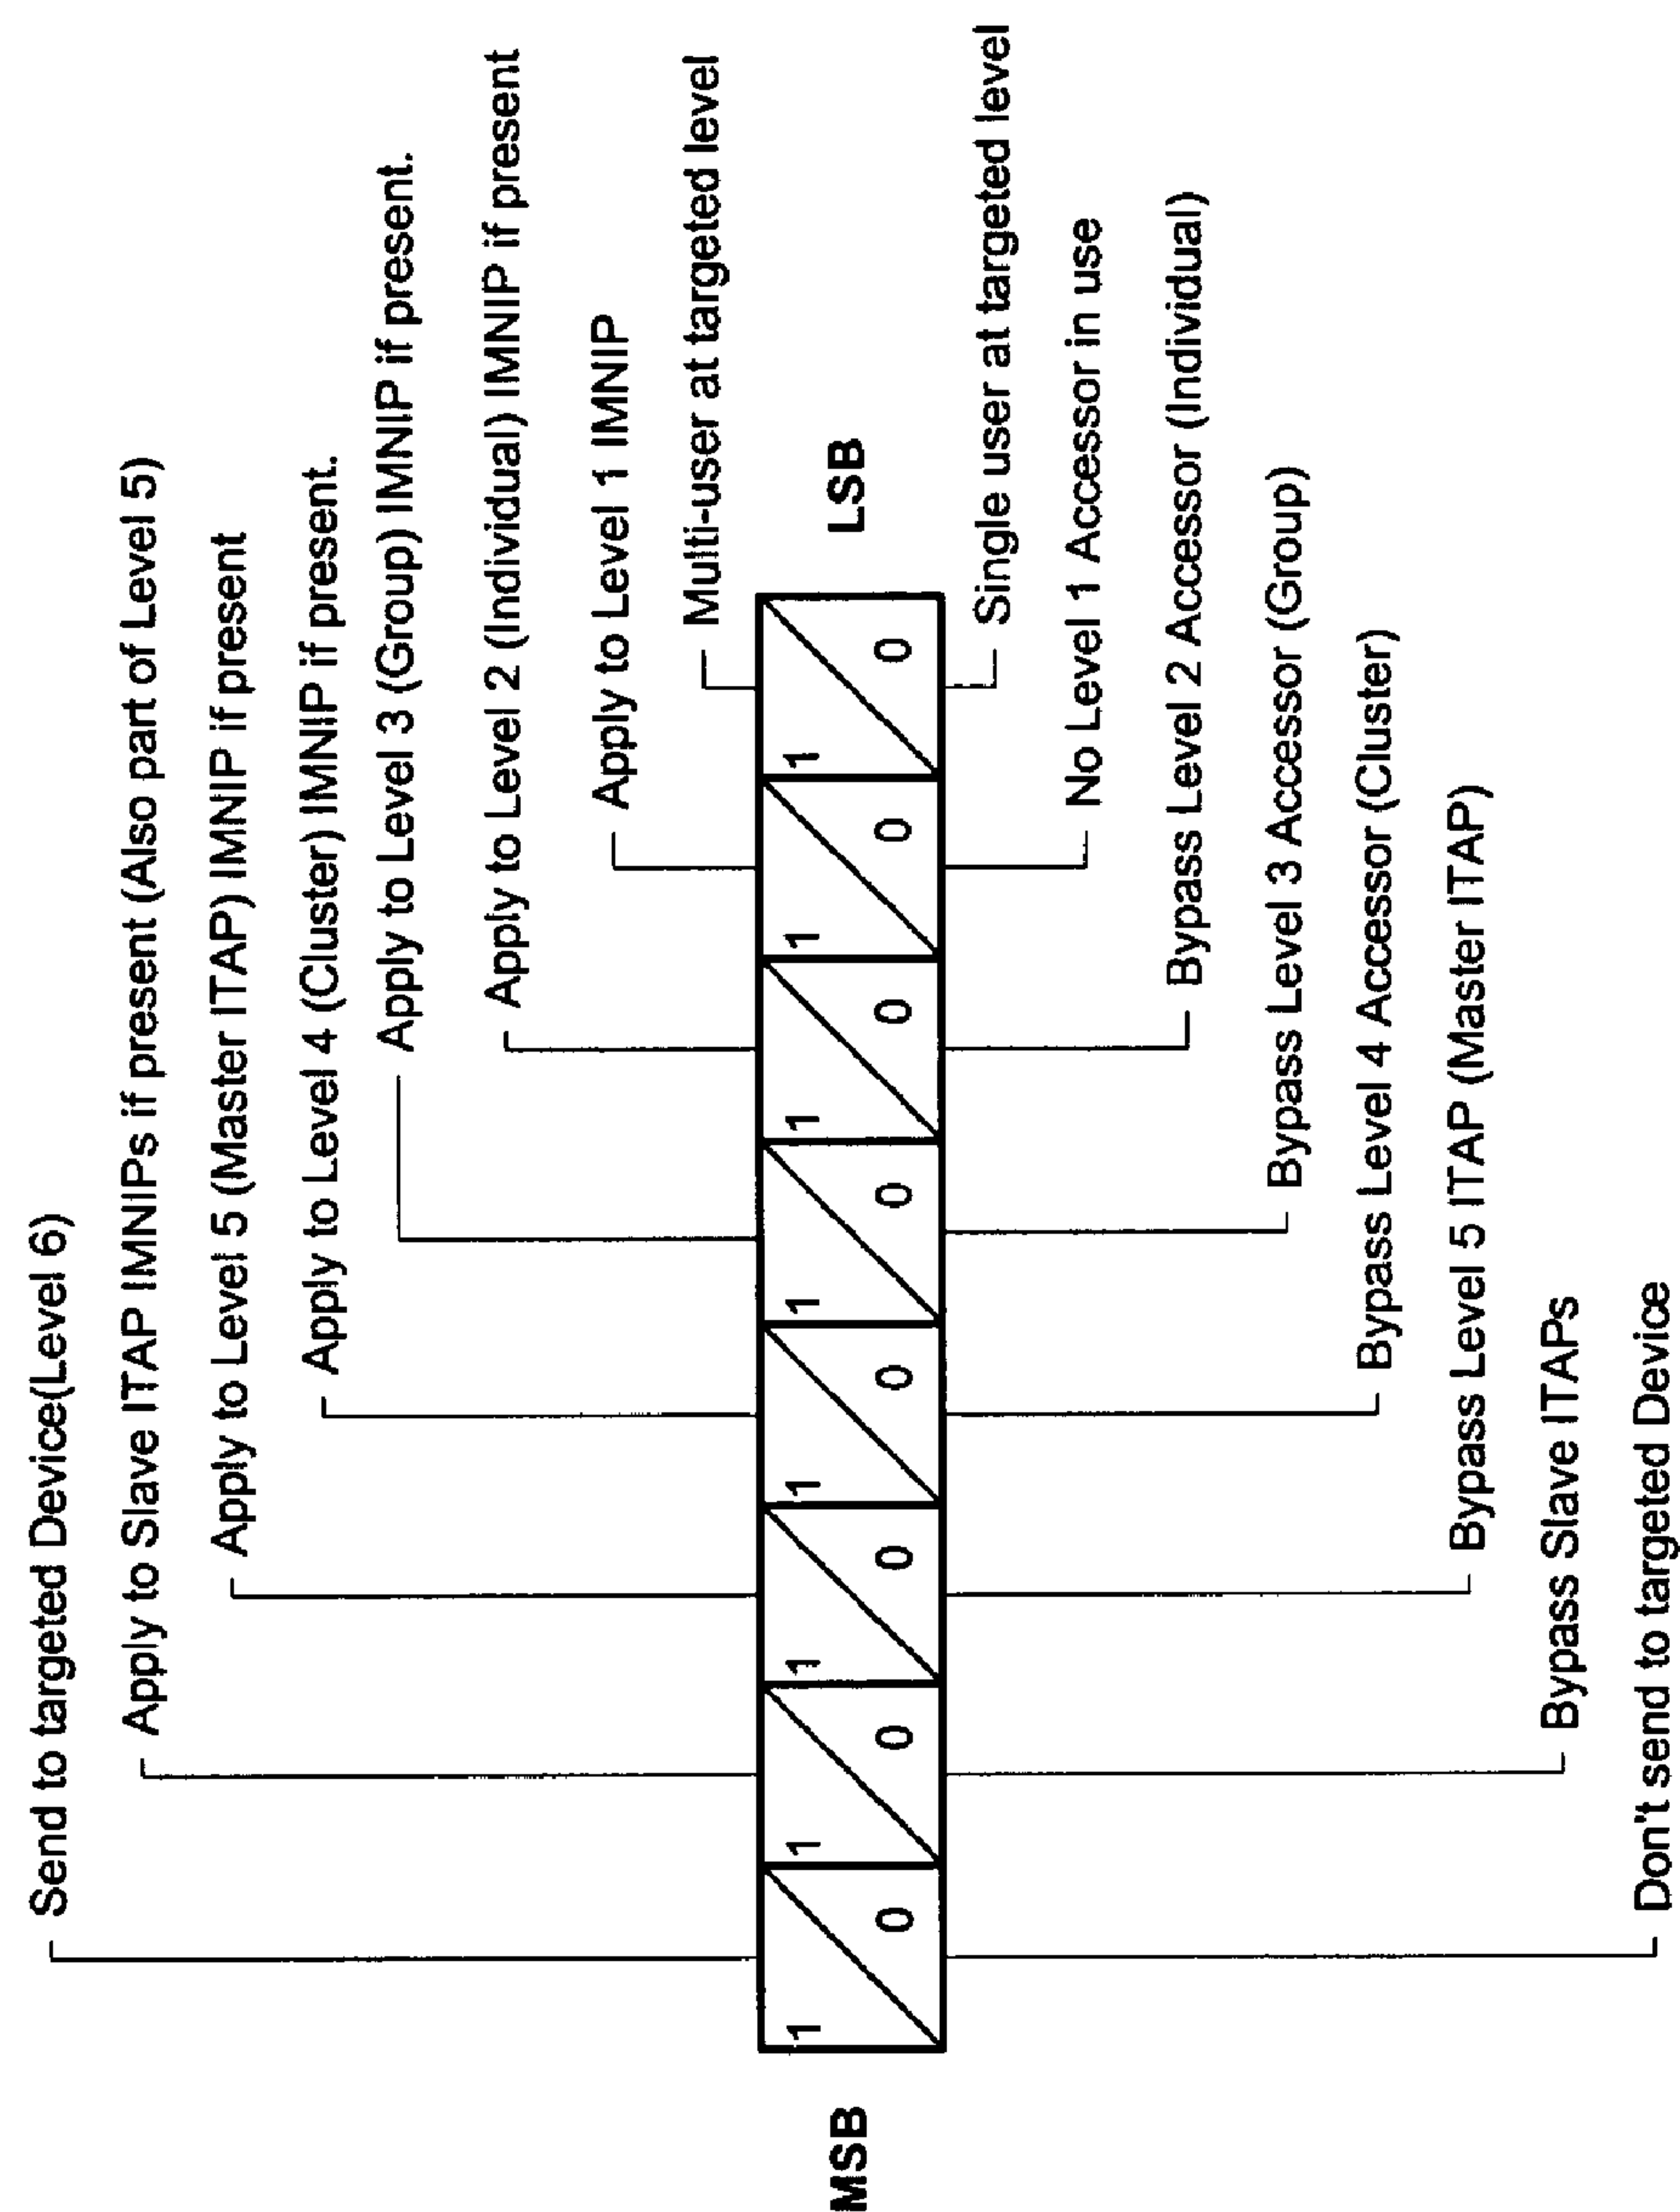 Send to targeted Device(Level 6)
Apply to Slave ITAP IMNIPs if present (Also part of Level 5)
Apply to Level 5 (Master ITAP) IMNIP if present
Apply to Level 4 (Cluster) IMNIP if present.
Apply to Level 3 (Group) IMNIP if present.
Apply to Level 2 (Individual) IMNIP if present
Apply to Level 1 IMNIP
Multi-user at targeted level
MSB
1 1 1 1 1 1 1 1
0 0 0 0 0 0 0 0
LSB
Single user at targeted level
No Level 1 Accessor in use
Bypass Level 2 Accessor (Individual)
Bypass Level 3 Accessor (Group)
Bypass Level 4 Accessor (Cluster)
Bypass Level 5 ITAP (Master ITAP)
Bypass Slave ITAPs
Don't send to targeted Device